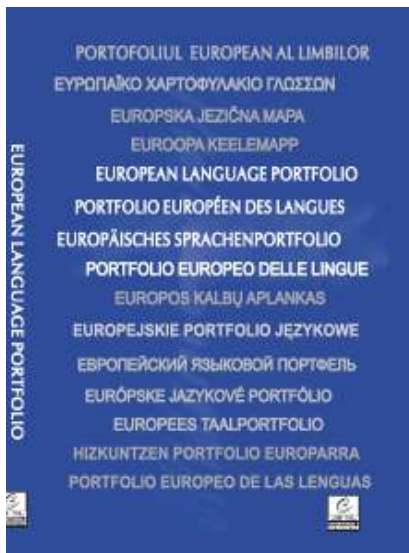 PORTOFOLIUL EUROPEAN AL LIMBILOR
ΕΥΡΩΠΑΪΚΟ ΧΑΡΤΟΦΥΛΑΚΙΟ ΓΛΩΣΣΩΝ
EUROPSKA JEZIČNA MAPA
EUROOPA KEELEMAPP
EUROPEAN LANGUAGE PORTFOLIO
PORTFOLIO EUROPÉEN DES LANGUES
EUROPÄISCHES SPRACHENPORTFOLIO
PORTFOLIO EUROPEO DELLE LINGUE
EUROPOS KALBŲ APLANKAS
EUROPEJSKIE PORTFOLIO JĘZYKOWE
ЕВРОПЕЙСКИЙ ЯЗЫКОВОЙ ПОРТФЕЛЬ
EURÓPSKE JAZYKOVÉ PORTFÓLIO
EUROPEES TAALPORTFOLIO
HIZKUNTZEN PORTFOLIO EUROPARRA
PORTFOLIO EUROPEO DE LAS LENGUAS
EUROPEAN LANGUAGE PORTFOLIO